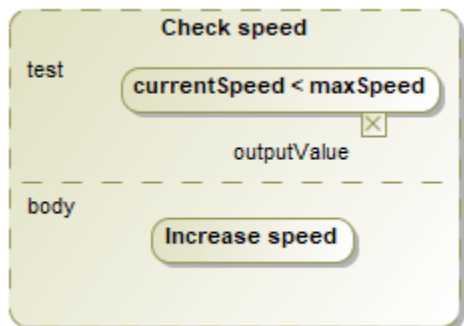 Check speed
test
currentSpeed < maxSpeed
outputValue
body
Increase speed